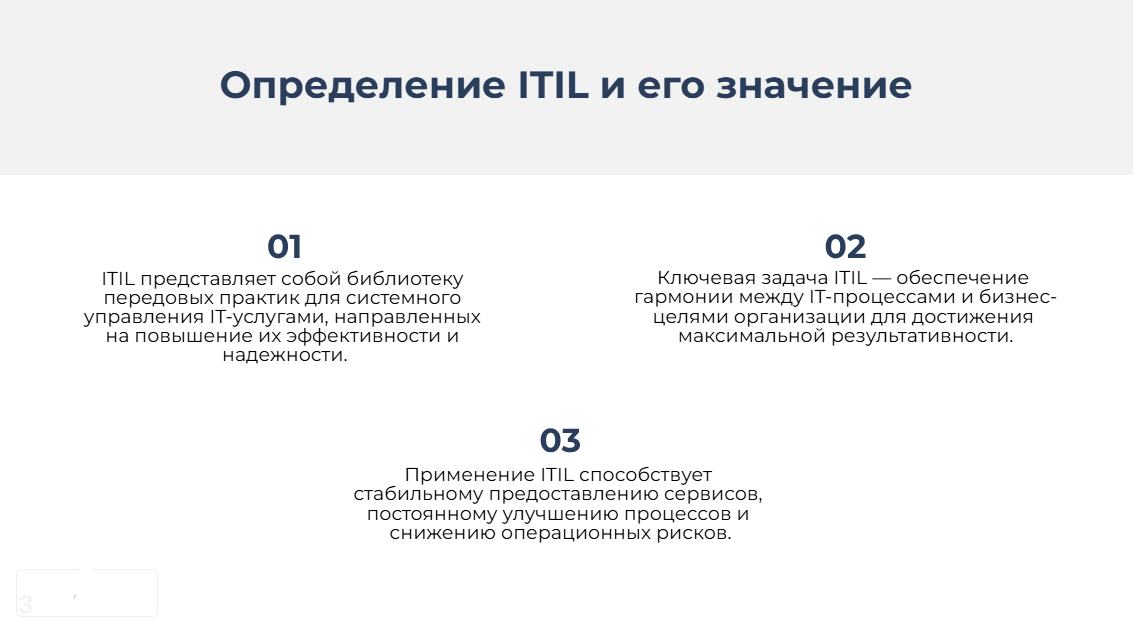 Определение ITIL и его значение
01
ITIL представляет собой библиотеку
передовых практик для системного
управления IT-услугами, направленных
на повышение их эффективности и
надежности.
02
Ключевая задача ITIL — обеспечение
гармонии между IT-процессами и бизнес-
целями организации для достижения
максимальной результативности.
03
Применение ITIL способствует
стабильному предоставлению сервисов,
постоянному улучшению процессов и
снижению операционных рисков.
3